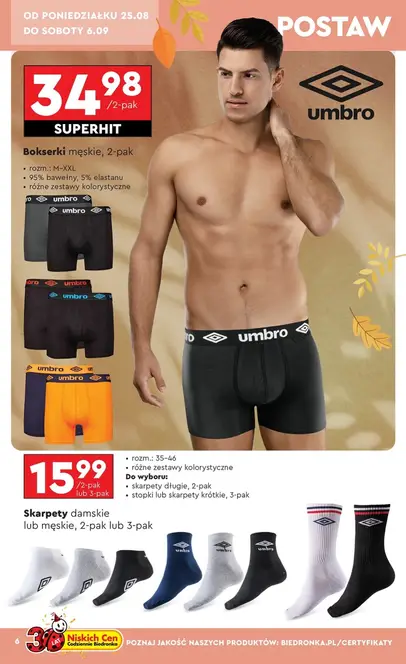 OD PONIEDZIAŁKU 25.08
DO SOBOTY 6.09
POSTAW
34,98
/2-pak
SUPERHIT
umbro
Bokserki męskie, 2-pak
• rozm.: M-XXL
• 95% bawełny, 5% elastanu
• różne zestawy kolorystyczne
umbro
umbro
umbro
umbro
15,99
/2-pak
lub 3-pak
• rozm.: 35-46
• różne zestawy kolorystyczne
Do wyboru:
• skarpety długie, 2-pak
• stopki lub skarpety krótkie, 3-pak
Skarpety damskie
lub męskie, 2-pak lub 3-pak
umbro
umbro
umbro
6
30
Niskich Cen
Codziennie Biedronka
POZNAJ JAKOŚĆ NASZYCH PRODUKTÓW: BIEDRONKA.PL/CERTYFIKATY